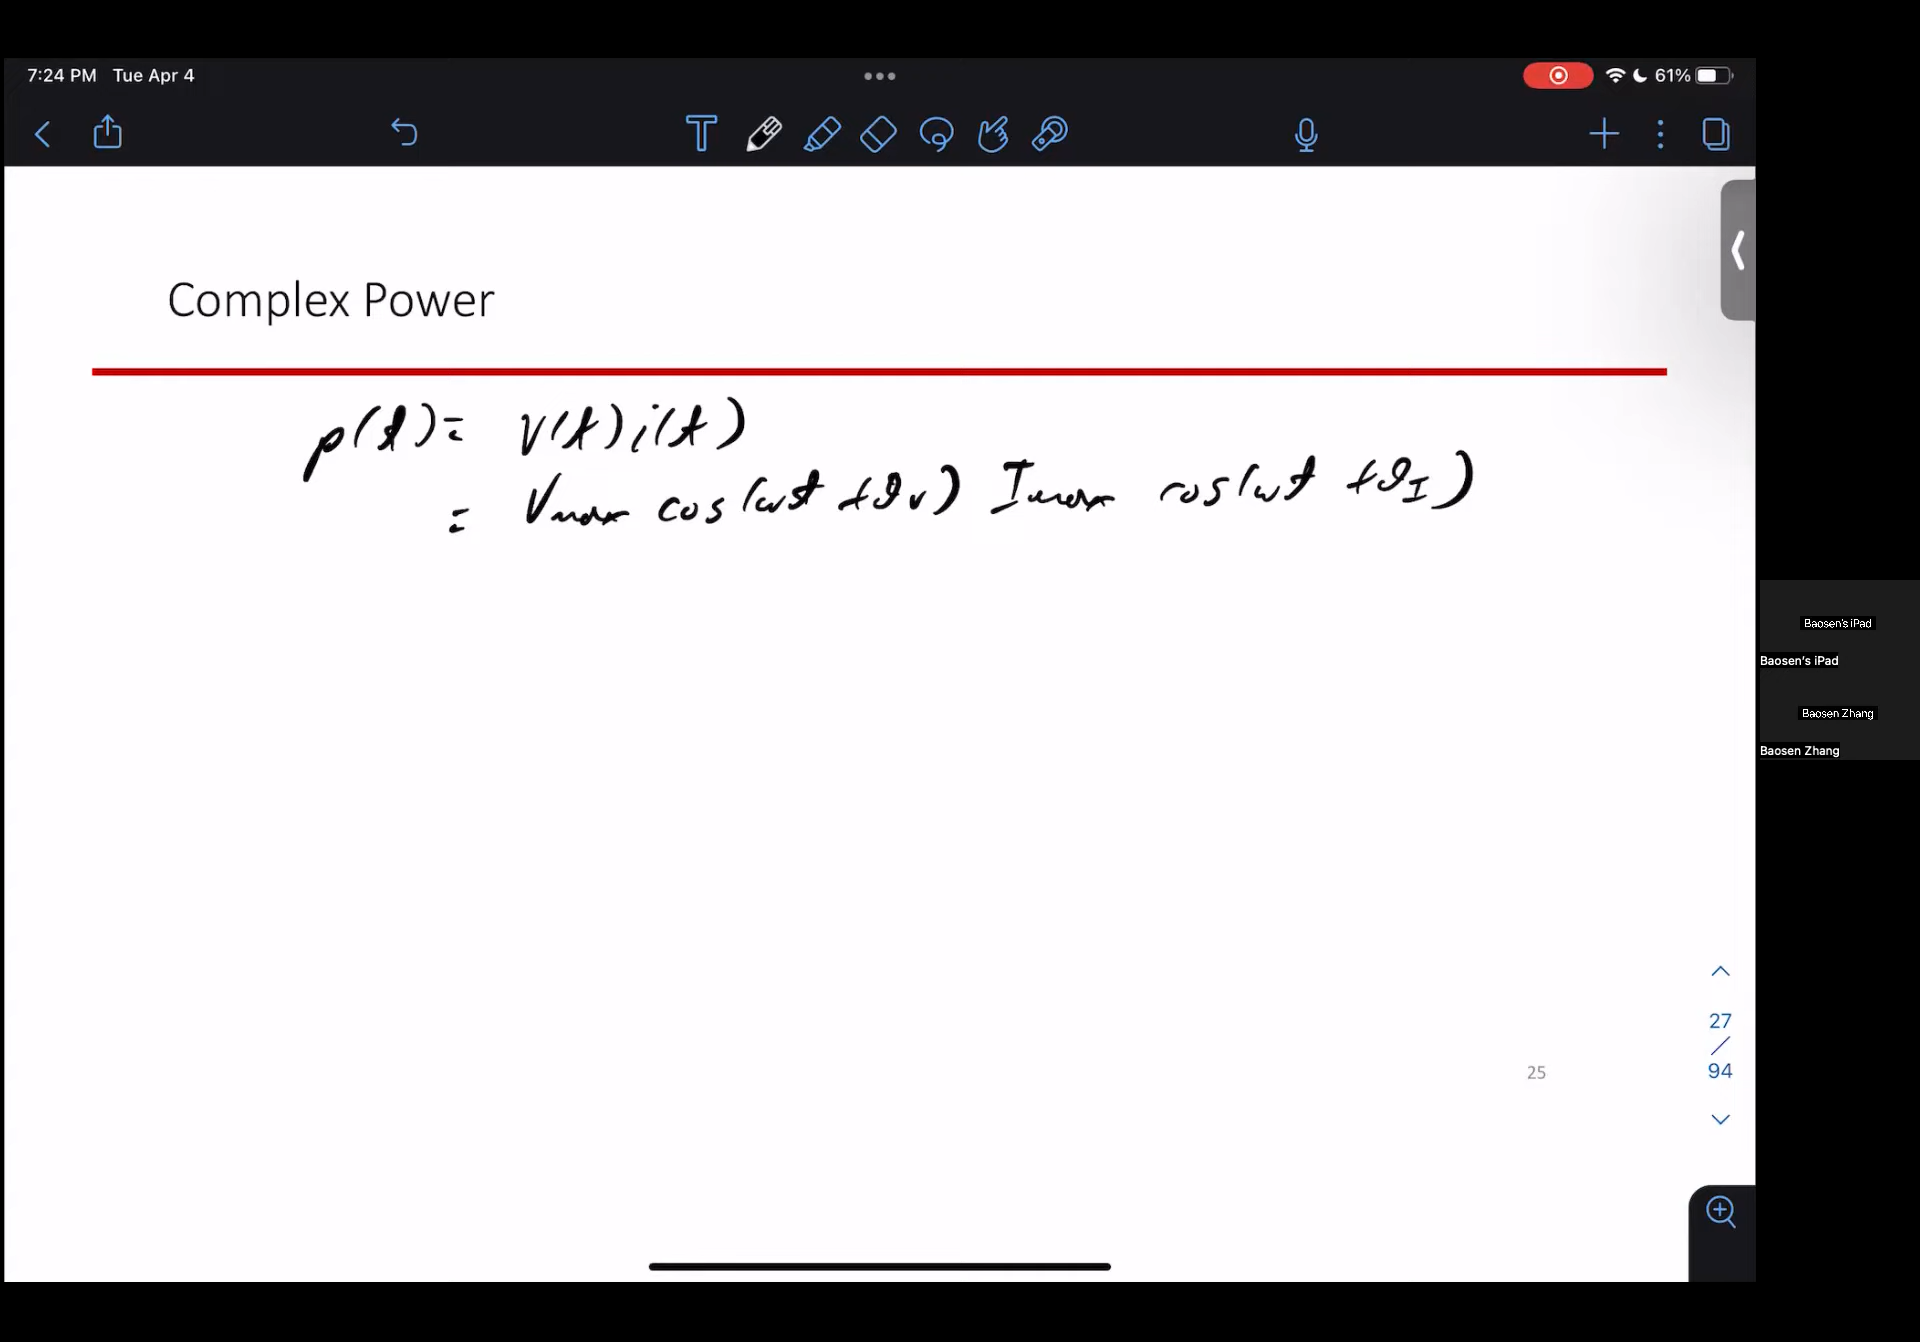 7:24 PM Tue Apr 4
61%
Complex Power
p(t) = v(t) i(t)
= Vmax cos(ωt + θv) Imax cos(ωt + θI)
Baosen's iPad
Baosen's iPad
Baosen Zhang
Baosen Zhang
27
/
94
25